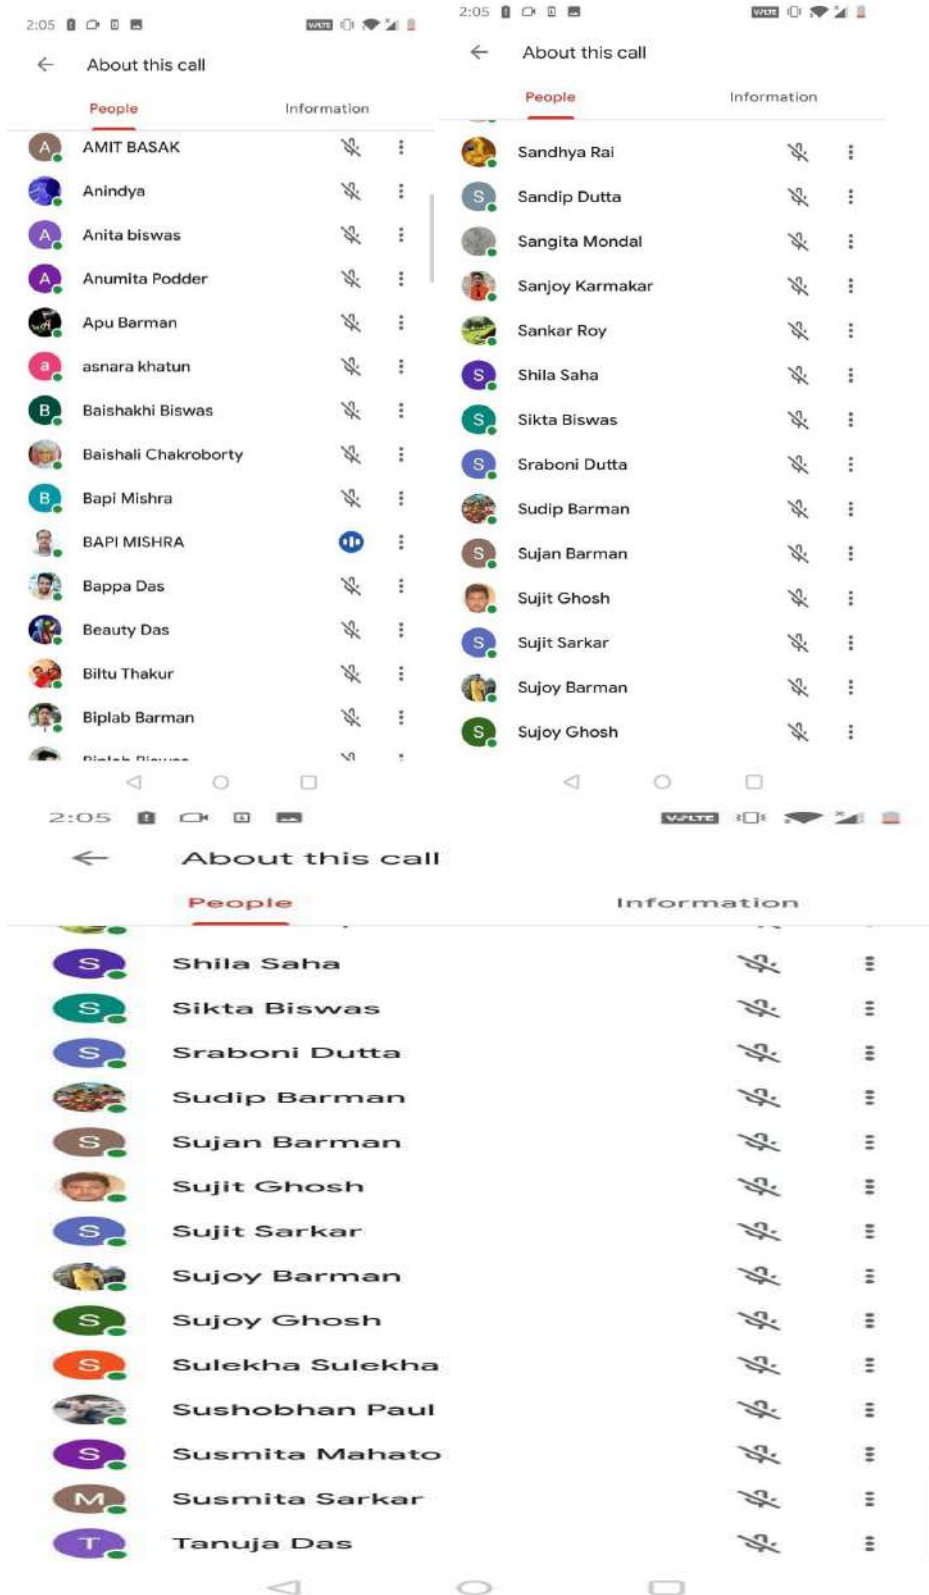 2:05 VoLTE
About this call
People Information
A AMIT BASAK
Anindya
A Anita biswas
A Anumita Podder
Apu Barman
a asnara khatun
B Baishakhi Biswas
Baishali Chakroborty
B Bapi Mishra
BAPI MISHRA
Bappa Das
Beauty Das
Biltu Thakur
Biplab Barman
2:05 VoLTE
About this call
People Information
Sandhya Rai
S Sandip Dutta
Sangita Mondal
Sanjoy Karmakar
Sankar Roy
S Shila Saha
S Sikta Biswas
S Sraboni Dutta
Sudip Barman
S Sujan Barman
Sujit Ghosh
S Sujit Sarkar
Sujoy Barman
S Sujoy Ghosh
2:05 VoLTE
About this call
People Information
S Shila Saha
S Sikta Biswas
S Sraboni Dutta
Sudip Barman
S Sujan Barman
Sujit Ghosh
S Sujit Sarkar
Sujoy Barman
S Sujoy Ghosh
S Sulekha Sulekha
Sushobhan Paul
S Susmita Mahato
M Susmita Sarkar
T Tanuja Das